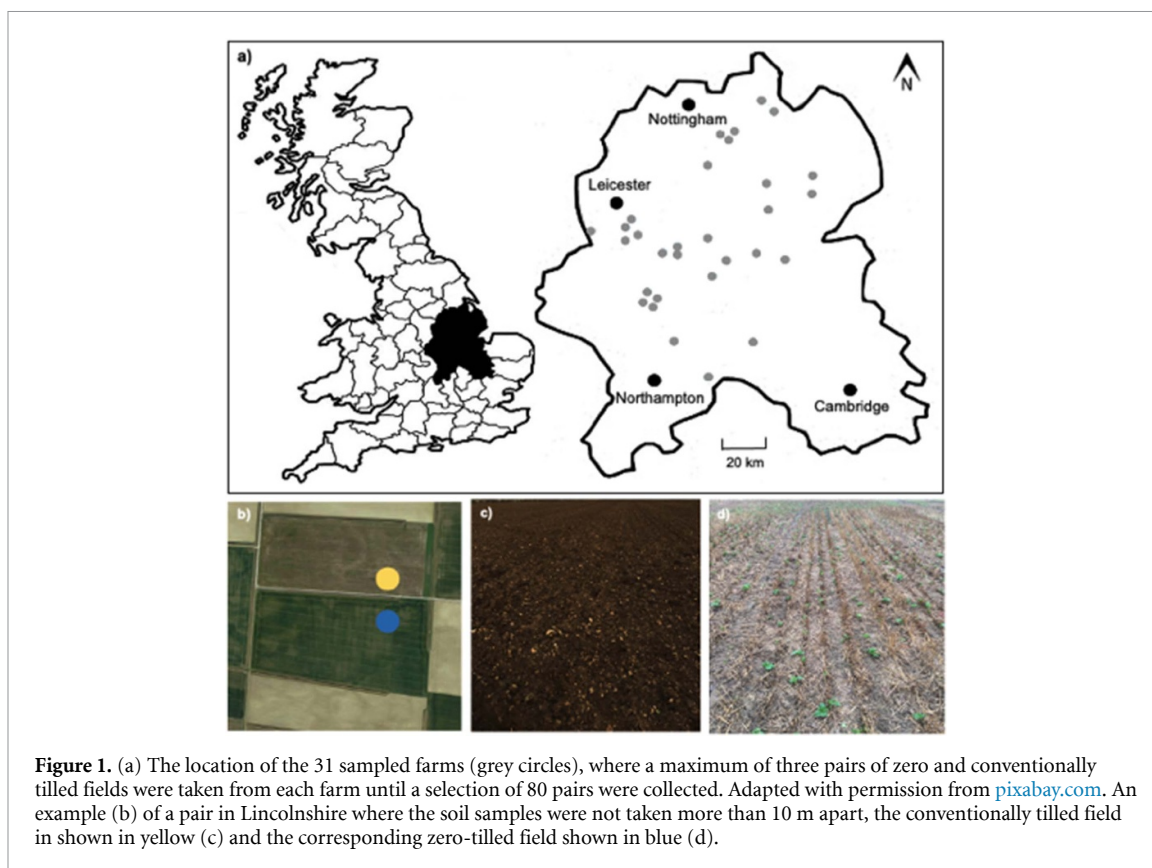 a)
N
Nottingham
Leicester
Northampton
Cambridge
20 km
b)
c)
d)
Figure 1. (a) The location of the 31 sampled farms (grey circles), where a maximum of three pairs of zero and conventionally
tilled fields were taken from each farm until a selection of 80 pairs were collected. Adapted with permission from pixabay.com. An
example (b) of a pair in Lincolnshire where the soil samples were not taken more than 10 m apart, the conventionally tilled field
in shown in yellow (c) and the corresponding zero-tilled field shown in blue (d).